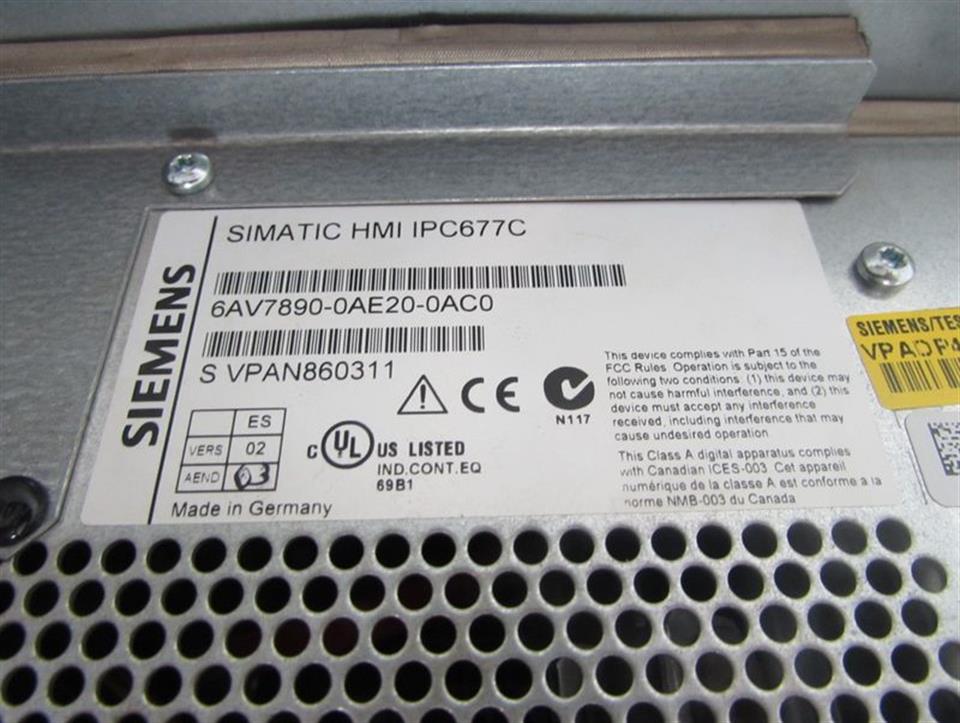 SIEMENS
SIMATIC HMI IPC677C
6AV7890-0AE20-0AC0
S VPAN860311
ES
VERS 02
AEND 03
Made in Germany
C UL US LISTED
IND.CONT.EQ
69B1
CE
N117
This device complies with Part 15 of the
FCC Rules. Operation is subject to the
following two conditions: (1) this device may
not cause harmful interference, and (2) this
device must accept any interference
received, including interference that may
cause undesired operation.
This Class A digital apparatus complies
with Canadian ICES-003. Cet appareil
numérique de la classe A est conforme a la
norme NMB-003 du Canada
SIEMENS/TES